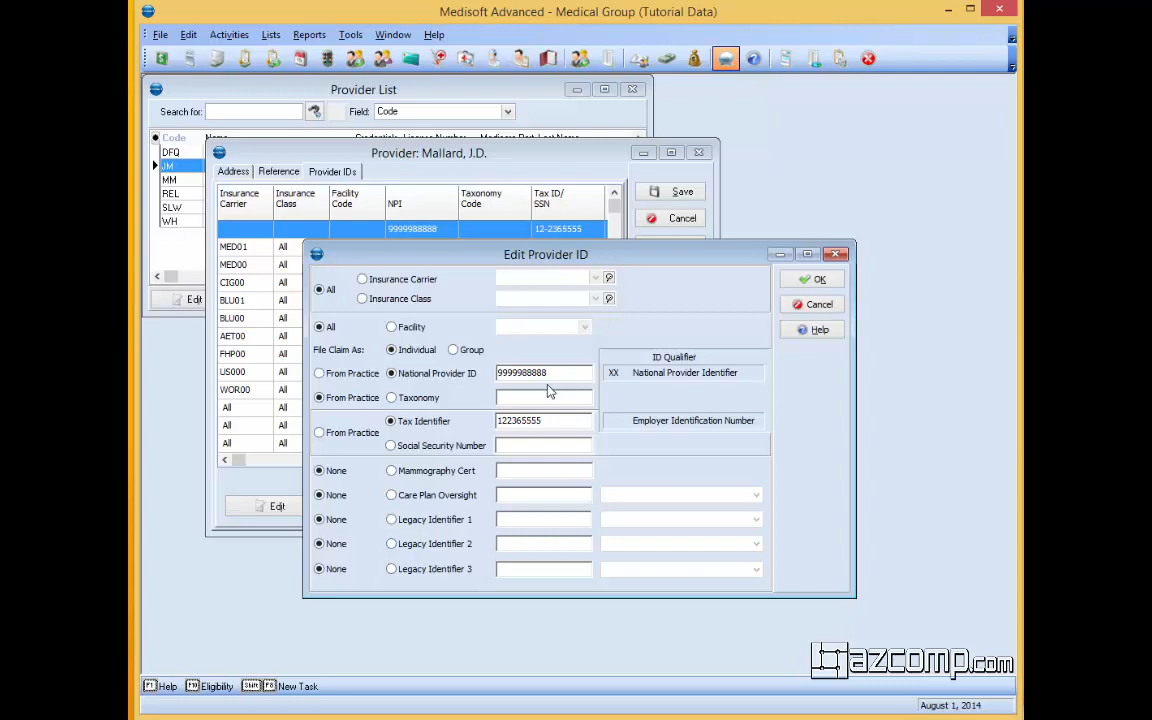 Medisoft Advanced - Medical Group (Tutorial Data)
File Edit Activities Lists Reports Tools Window Help
Provider List
Search for: Field: Code
Code Name
DFQ
JM
MM
REL
SLW
WH
Edit
Provider: Mallard, J.D.
Address Reference Provider IDs
Insurance Carrier Insurance Class Facility Code NPI Taxonomy Code Tax ID/ SSN
9999988888 12-2365555
MED01 All
MED00 All
CIG00 All
BLU01 All
BLU00 All
AET00 All
FHP00 All
US000 All
WOR00 All
All All
All All
All All
Edit
Save
Cancel
Edit Provider ID
All Insurance Carrier
Insurance Class
All Facility
File Claim As: Individual Group
From Practice National Provider ID 9999988888
From Practice Taxonomy
From Practice Tax Identifier 122365555
Social Security Number
None Mammography Cert
None Care Plan Oversight
None Legacy Identifier 1
None Legacy Identifier 2
None Legacy Identifier 3
ID Qualifier
XX National Provider Identifier
Employer Identification Number
OK
Cancel
Help
azcomp.com
F1 Help F10 Eligibility Shift F8 New Task
August 1, 2014